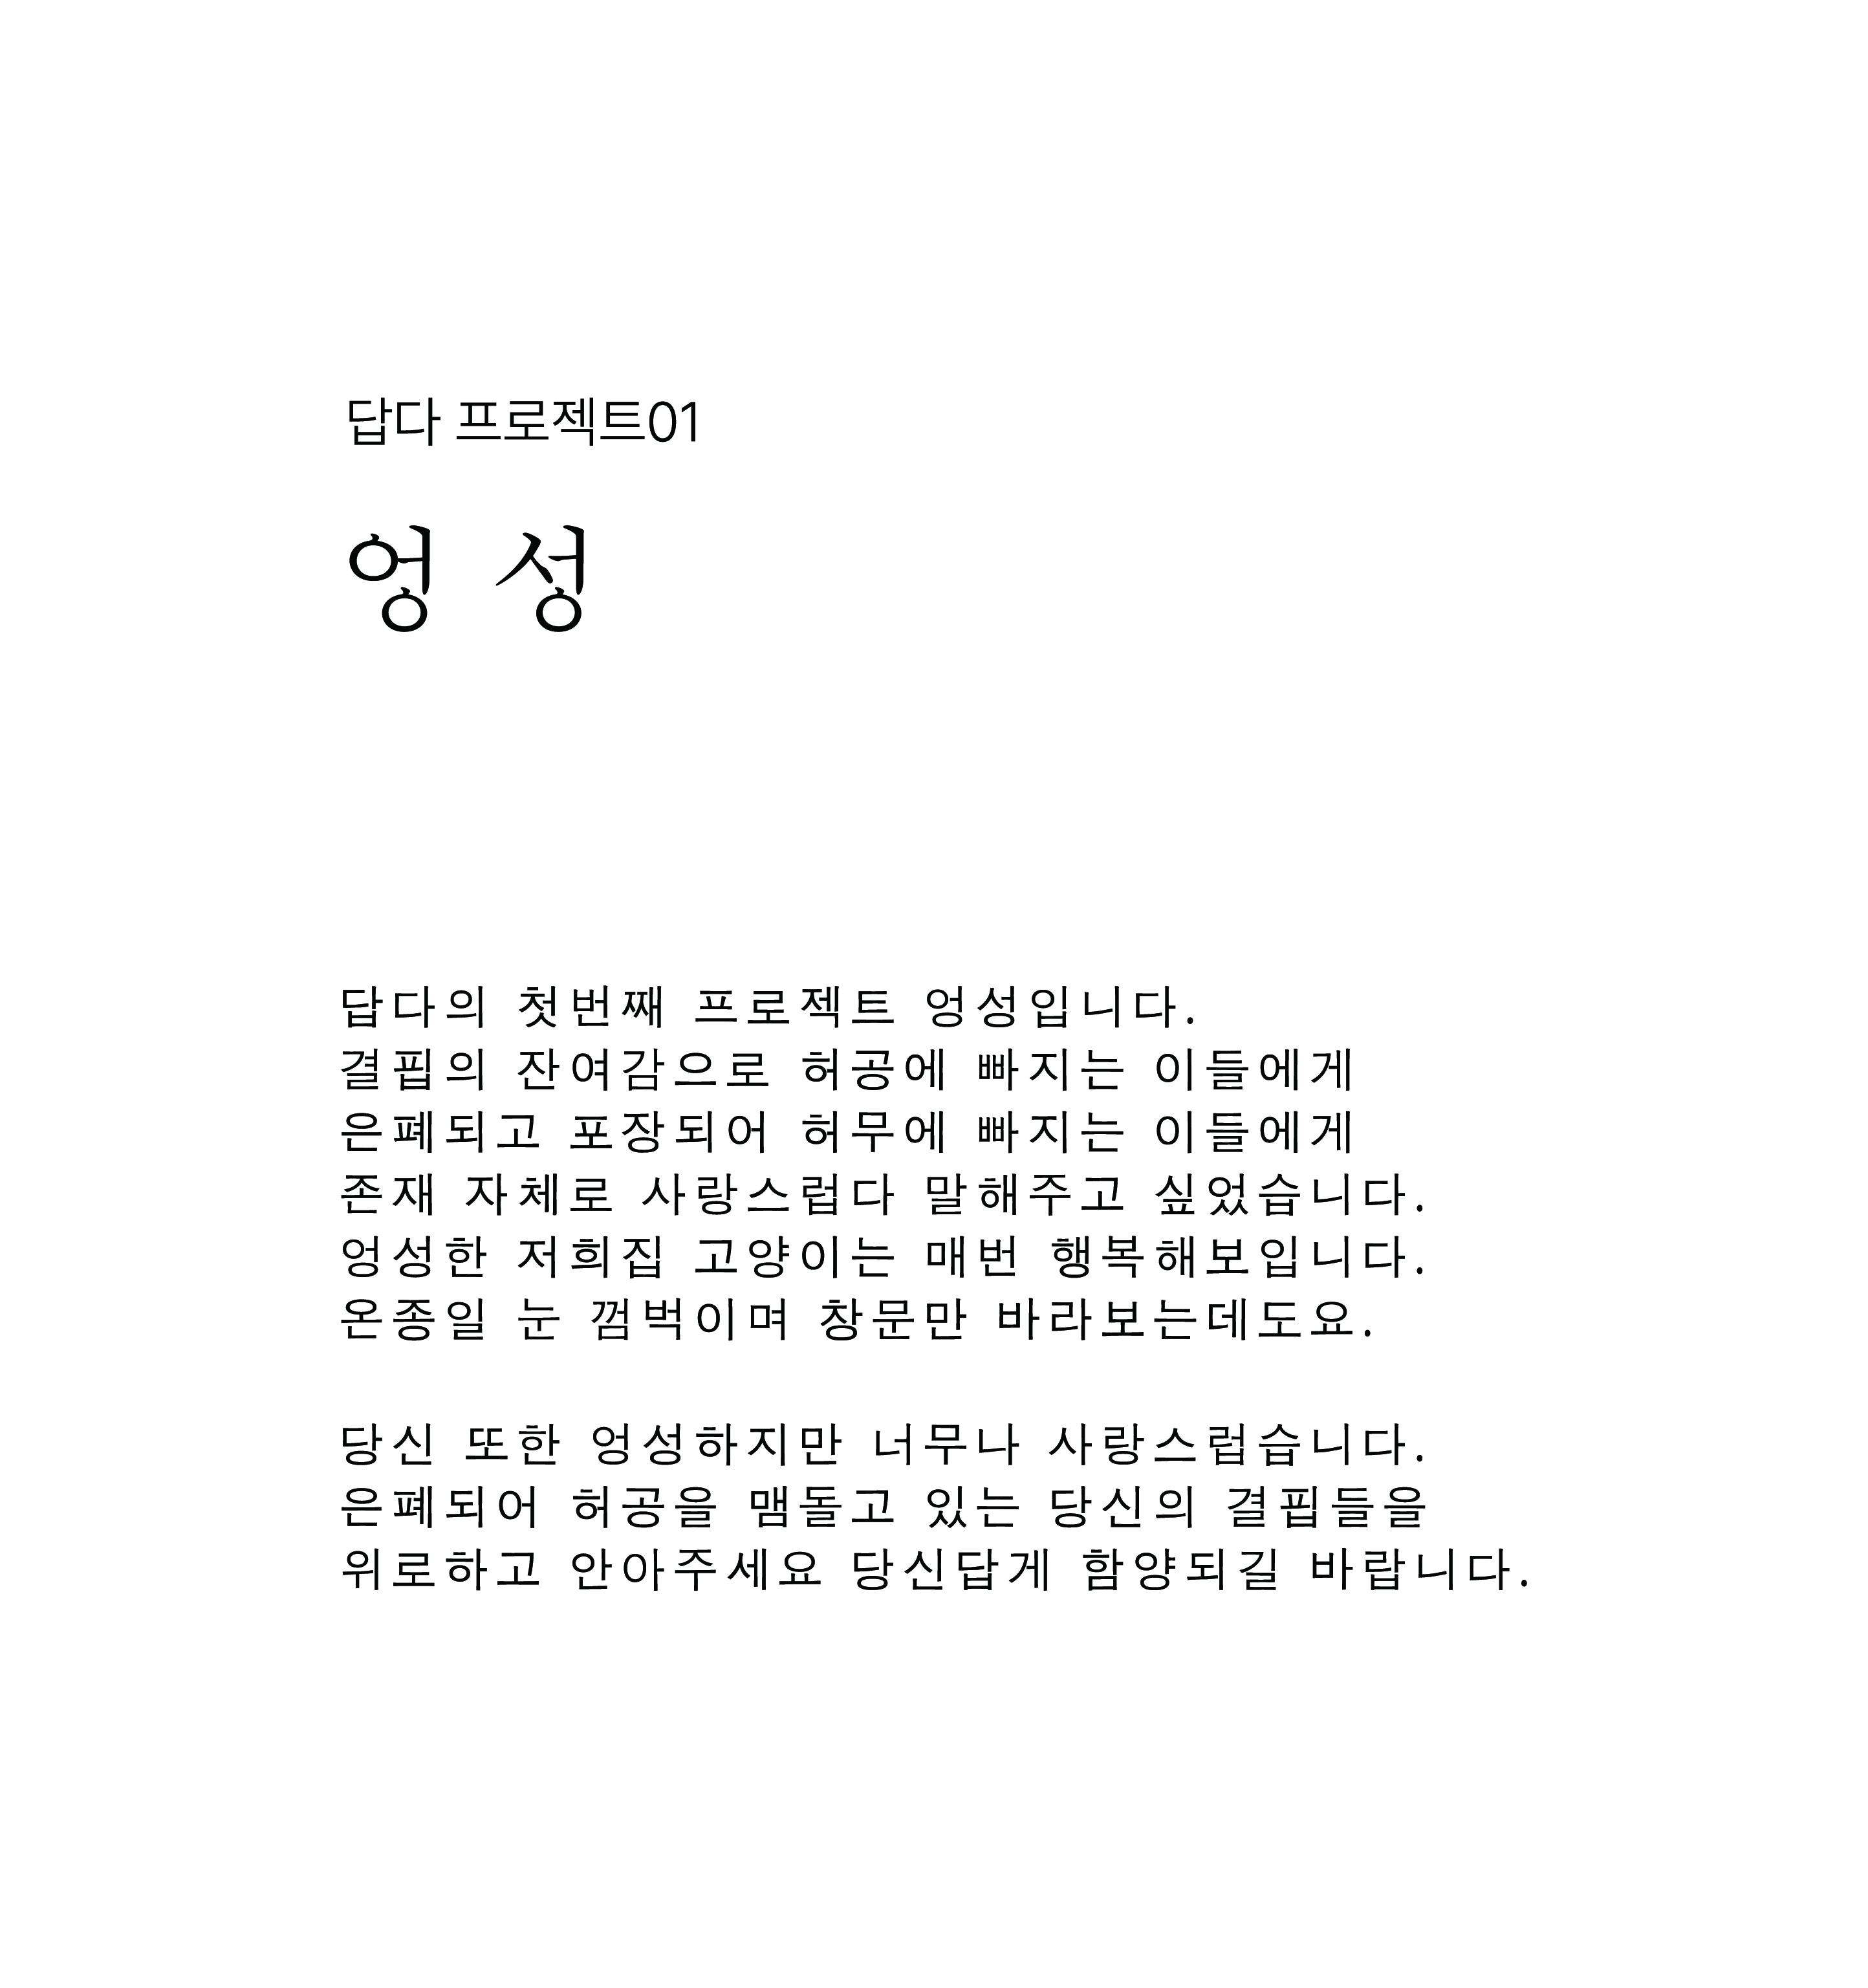 답다 프로젝트01
엉 성
답다의 첫번째 프로젝트 엉성입니다.
결핍의 잔여감으로 허공에 빠지는 이들에게
은폐되고 포장되어 허무에 빠지는 이들에게
존재 자체로 사랑스럽다 말해주고 싶었습니다.
엉성한 저희집 고양이는 매번 행복해보입니다.
온종일 눈 껌벅이며 창문만 바라보는데도요.
당신 또한 엉성하지만 너무나 사랑스럽습니다.
은폐되어 허공을 맴돌고 있는 당신의 결핍들을
위로하고 안아주세요 당신답게 함양되길 바랍니다.